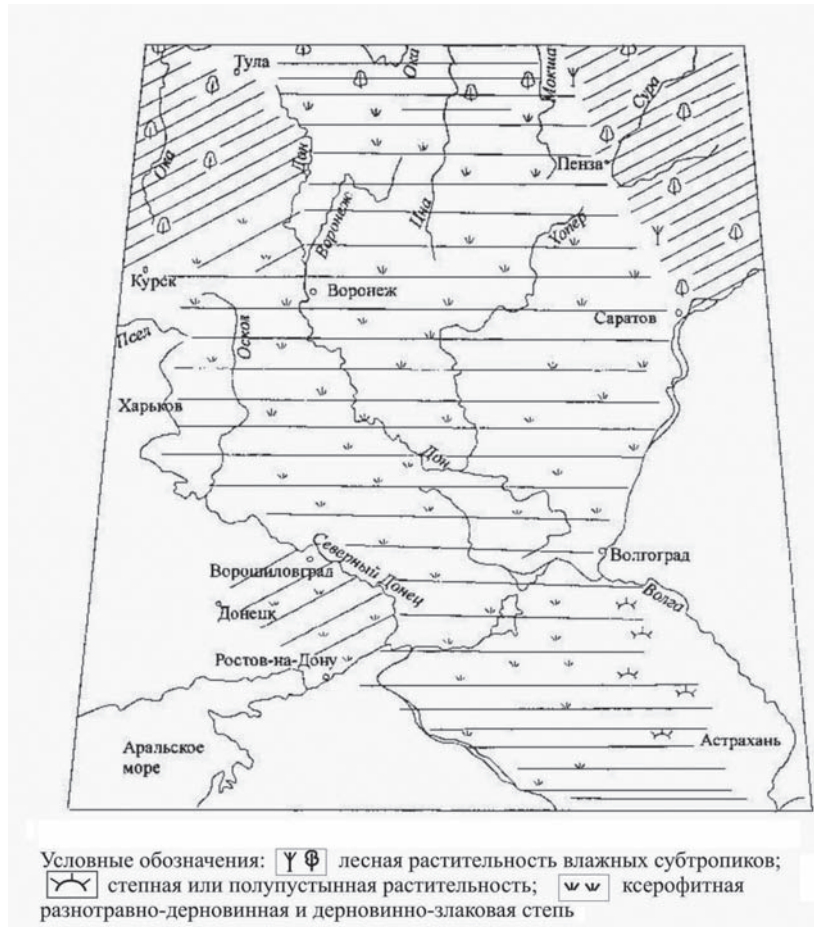 Тула
Ока
Мокша
Сура
Ока
Дон
Пенза
Воронеж
Цна
Хопер
Курск
Воронеж
Саратов
Псел
Оскол
Харьков
Дон
Северный Донец
Волгоград
Ворошиловград
Волга
Донецк
Ростов-на-Дону
Аральское
море
Астрахань
Условные обозначения: лесная растительность влажных субтропиков;
степная или полупустынная растительность; ксерофитная
разнотравно-дерновинная и дерновинно-злаковая степь